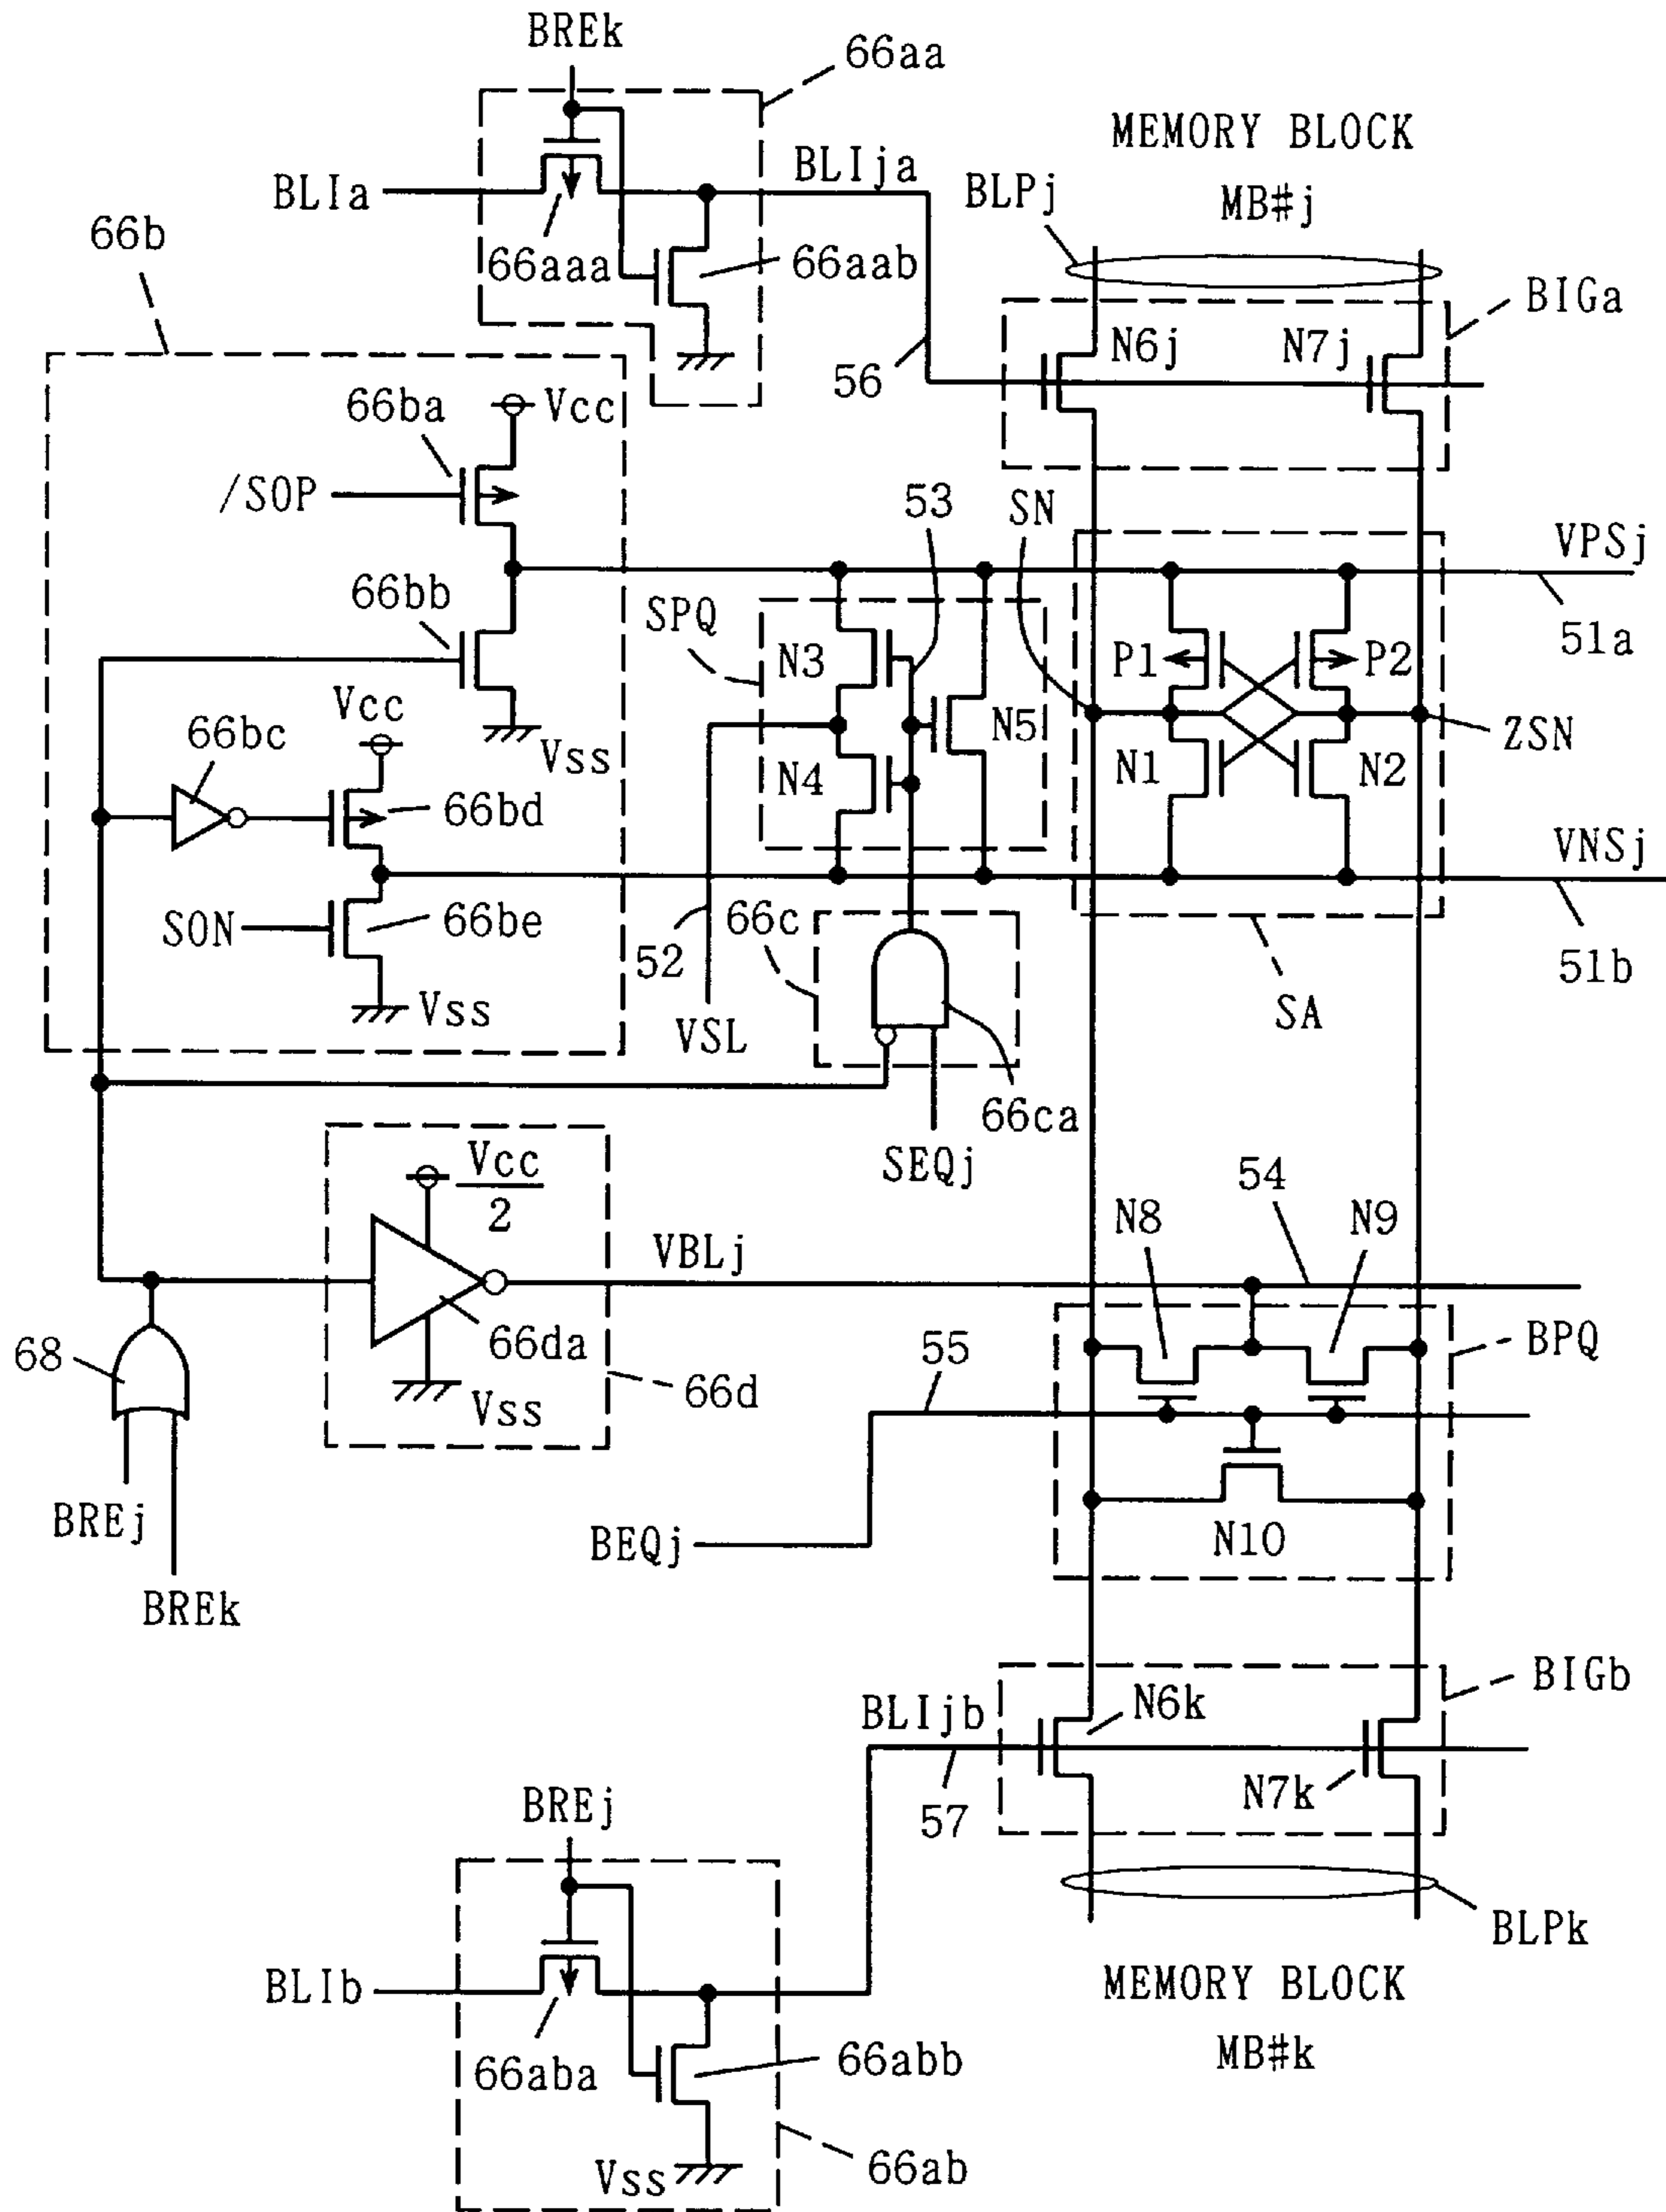 BREk
66aa
MEMORY BLOCK
MB#j
BLIa
BLIja
BLPj
66b
66aaa
66aab
BIGa
N6j
N7j
56
66ba
Vcc
/SOP
53
SN
VPSj
66bb
SPQ
N3
P1
P2
51a
Vcc
66bc
Vss
N5
ZSN
N4
N1
N2
66bd
VNSj
SON
66be
52
66c
51b
Vss
VSL
SA
66ca
SEQj
Vcc
2
54
N8
N9
VBLj
68
66da
BPQ
55
Vss
66d
BREj
BEQj
N10
BREk
BIGb
BLIjb
N6k
N7k
57
BREj
BLPk
BLIb
MEMORY BLOCK
MB#k
66aba
66abb
Vss
66ab